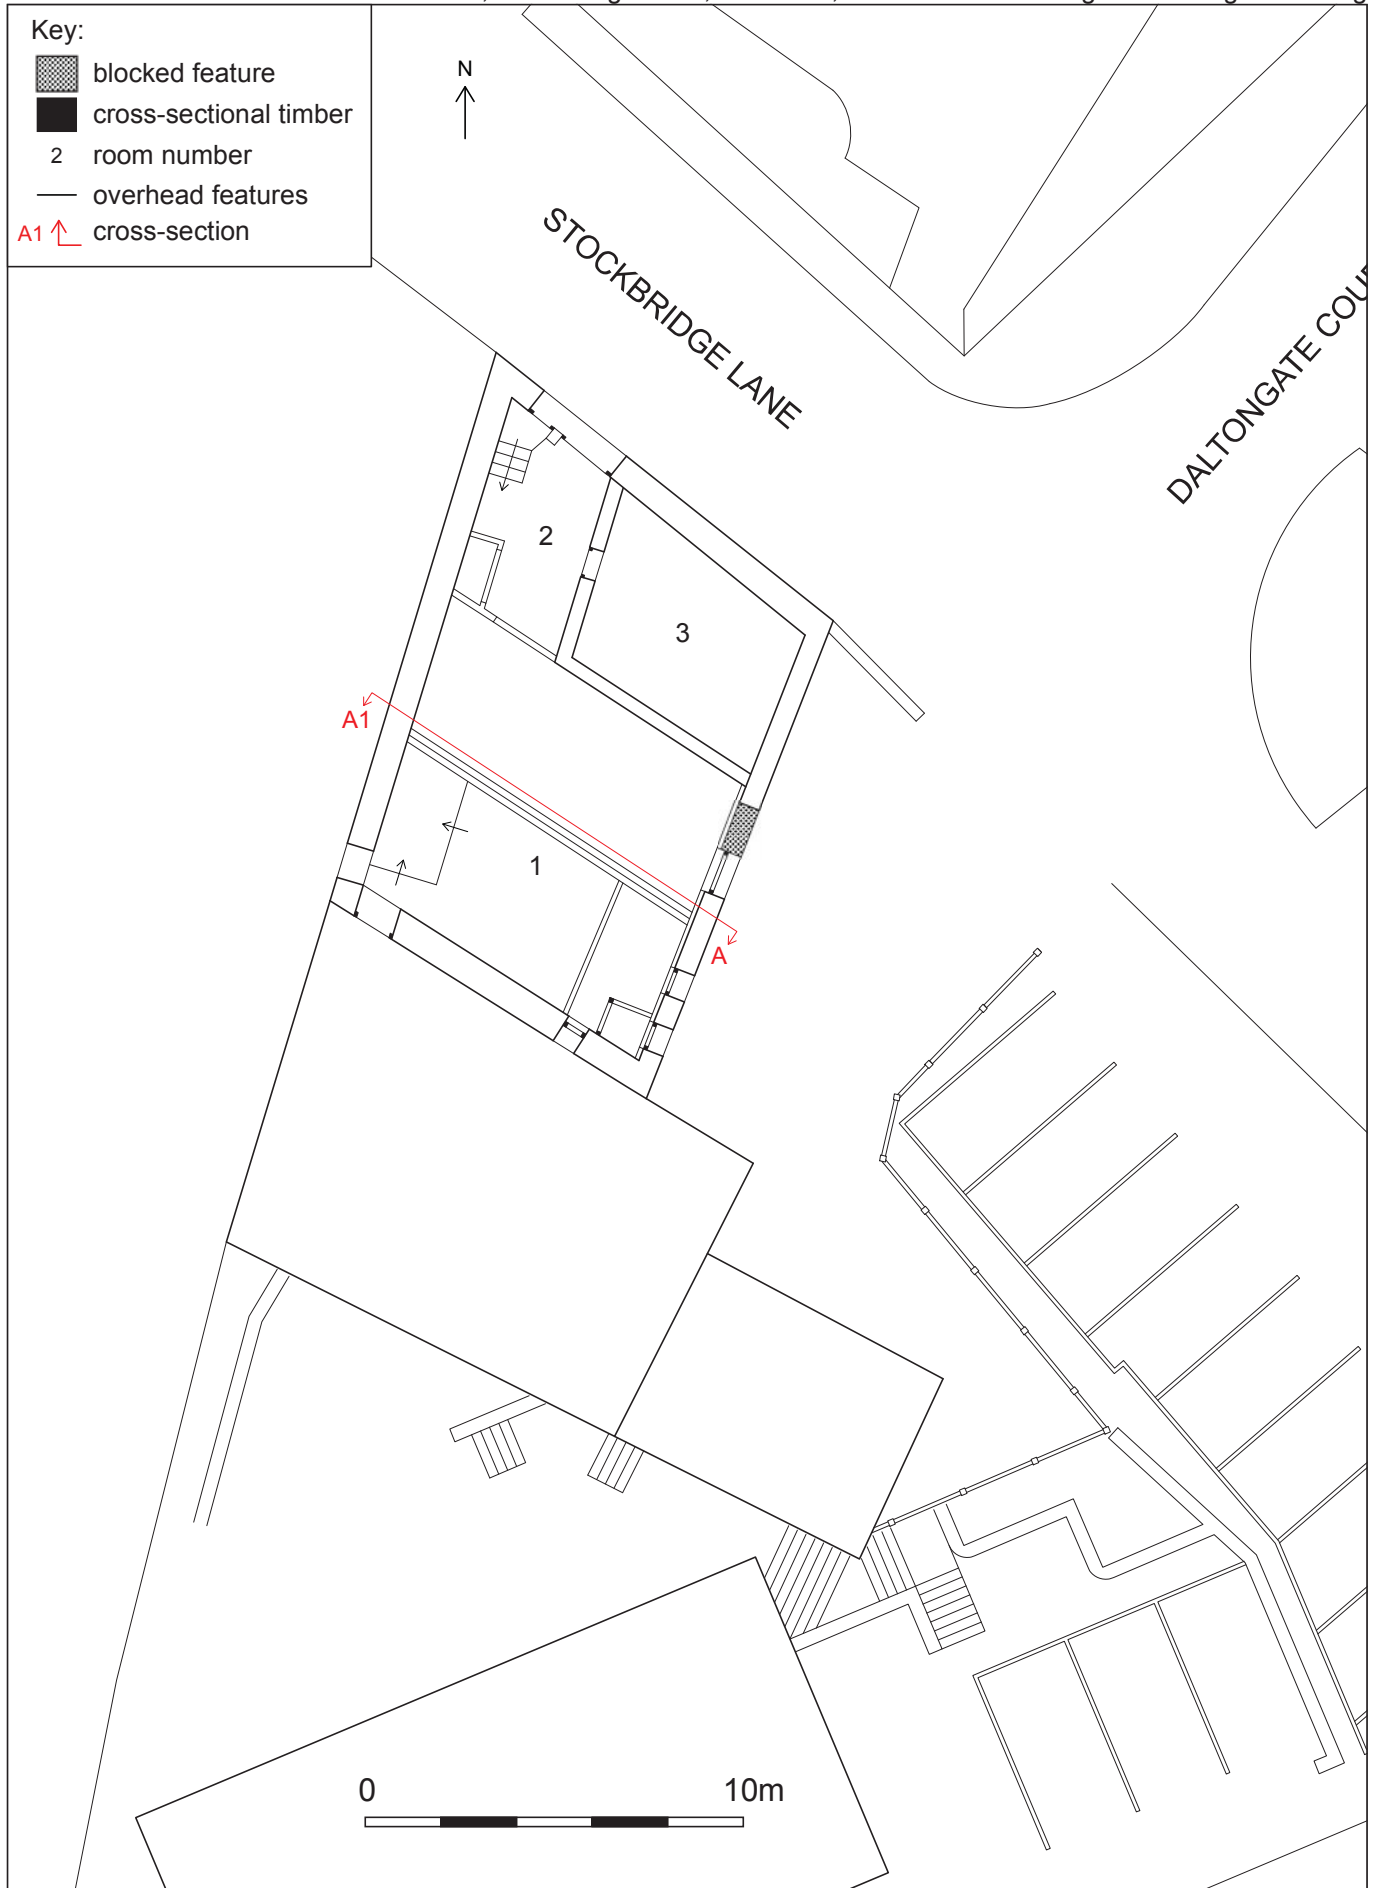 Key:
blocked feature
cross-sectional timber
2 room number
overhead features
A1 cross-section
N
STOCKBRIDGE LANE
DALTONGATE
2
3
A1
1
A
0 10m